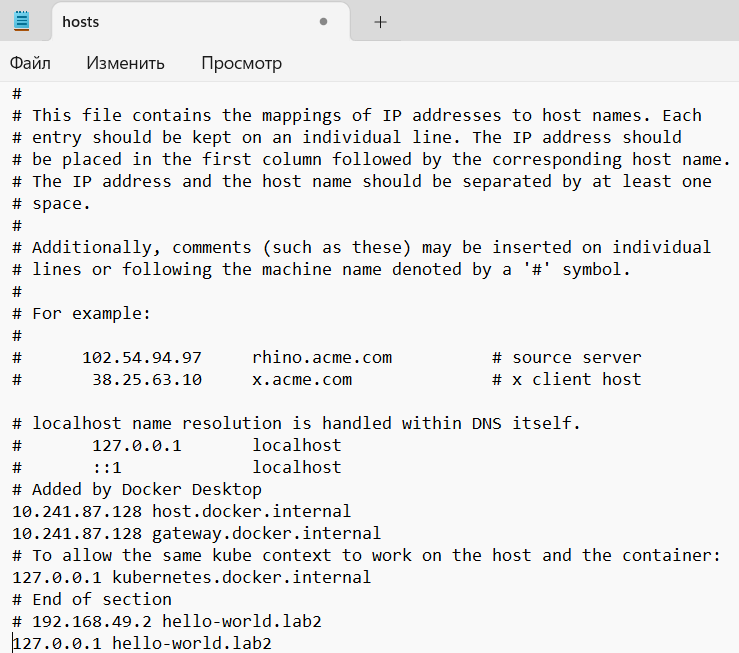 hosts
Файл Изменить Просмотр
#
# This file contains the mappings of IP addresses to host names. Each
# entry should be kept on an individual line. The IP address should
# be placed in the first column followed by the corresponding host name.
# The IP address and the host name should be separated by at least one
# space.
#
# Additionally, comments (such as these) may be inserted on individual
# lines or following the machine name denoted by a '#' symbol.
#
# For example:
#
#      102.54.94.97     rhino.acme.com          # source server
#       38.25.63.10     x.acme.com              # x client host

# localhost name resolution is handled within DNS itself.
#       127.0.0.1       localhost
#       ::1             localhost
# Added by Docker Desktop
10.241.87.128 host.docker.internal
10.241.87.128 gateway.docker.internal
# To allow the same kube context to work on the host and the container:
127.0.0.1 kubernetes.docker.internal
# End of section
# 192.168.49.2 hello-world.lab2
127.0.0.1 hello-world.lab2